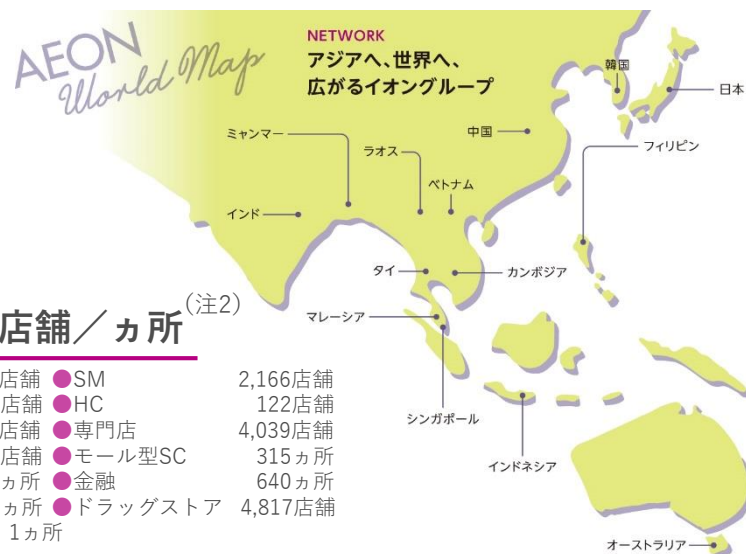 AEON
World Map
NETWORK
アジアへ、世界へ、
広がるイオングループ
韓国
日本
中国
フィリピン
ミャンマー
ラオス
ベトナム
インド
タイ
カンボジア
マレーシア
シンガポール
インドネシア
オーストラリア
店舗／ヵ所(注2)
店舗 ●SM 2,166店舗
店舗 ●HC 122店舗
店舗 ●専門店 4,039店舗
店舗 ●モール型SC 315ヵ所
ヵ所 ●金融 640ヵ所
ヵ所 ●ドラッグストア 4,817店舗
1ヵ所